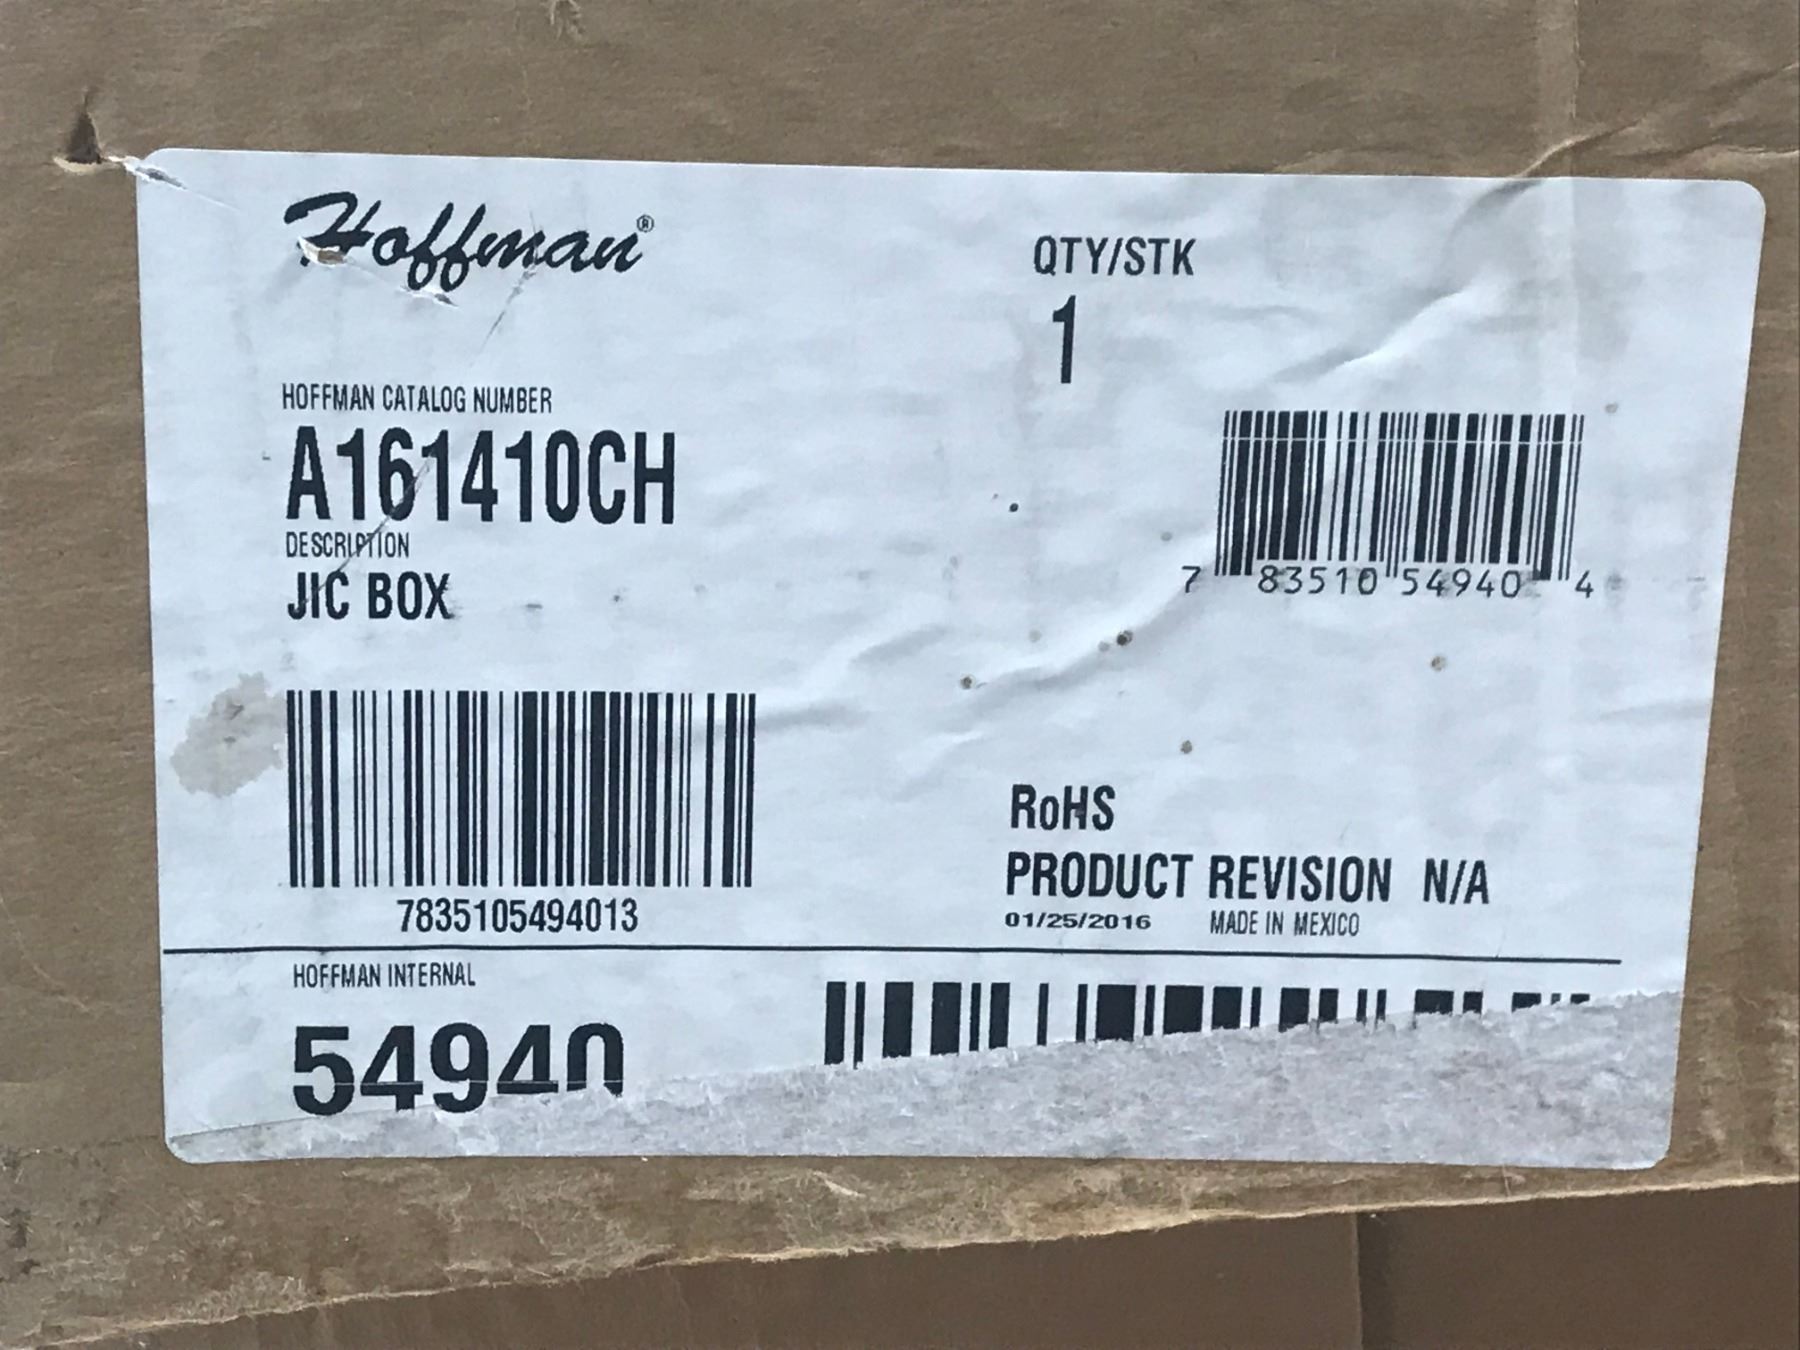 Hoffman®
QTY/STK
1
HOFFMAN CATALOG NUMBER
A161410CH
DESCRIPTION
JIC BOX
7 83510 54940 4
7835105494013
RoHS
PRODUCT REVISION N/A
01/25/2016 MADE IN MEXICO
HOFFMAN INTERNAL
54940